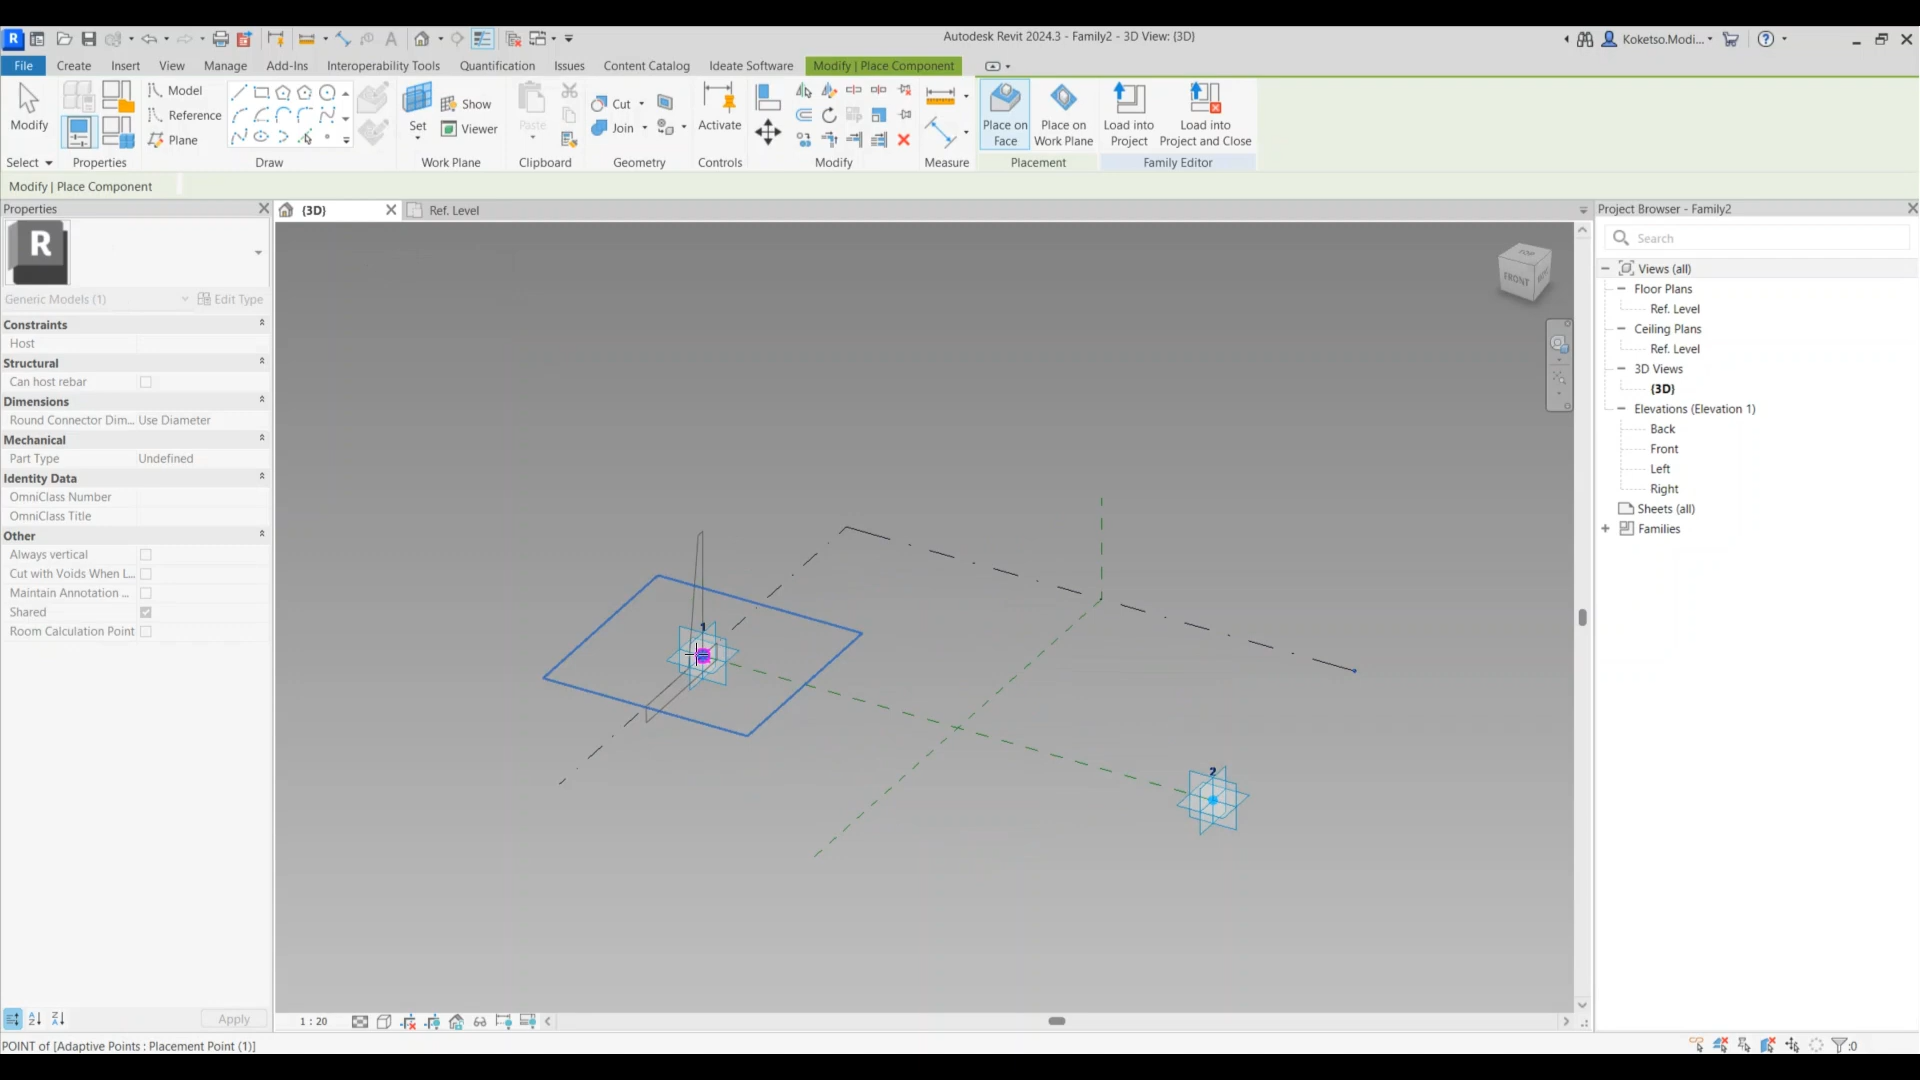 Autodesk Revit 2024.3 - Family2 - 3D View: {3D}
Koketso.Modi...
File Create Insert View Manage Add-Ins Interoperability Tools Quantification Issues Content Catalog Ideate Software Modify | Place Component
Modify
Select
Properties
Model
Reference
Plane
Draw
Set
Show
Viewer
Work Plane
Paste
Clipboard
Cut
Join
Geometry
Activate
Controls
Modify
Measure
Place on Face
Place on Work Plane
Placement
Load into Project
Load into Project and Close
Family Editor
Modify | Place Component
Properties
R
Generic Models (1)
Edit Type
Constraints
Host
Structural
Can host rebar
Dimensions
Round Connector Dim... Use Diameter
Mechanical
Part Type Undefined
Identity Data
OmniClass Number
OmniClass Title
Other
Always vertical
Cut with Voids When L...
Maintain Annotation ...
Shared
Room Calculation Point
Apply
{3D}
Ref. Level
TOP
FRONT
1
2
1 : 20
Project Browser - Family2
Search
Views (all)
Floor Plans
Ref. Level
Ceiling Plans
Ref. Level
3D Views
{3D}
Elevations (Elevation 1)
Back
Front
Left
Right
Sheets (all)
Families
POINT of [Adaptive Points : Placement Point (1)]
:0